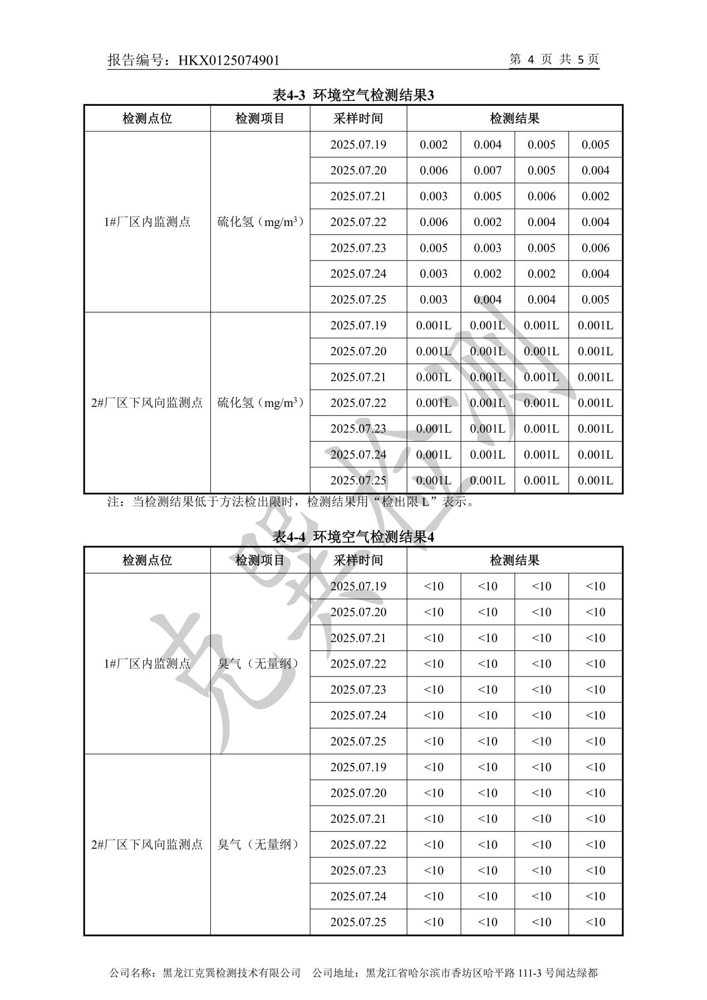 报告编号：HKX0125074901 第 4 页 共 5 页
表4-3 环境空气检测结果3
检测点位 检测项目 采样时间 检测结果
2025.07.19 0.002 0.004 0.005 0.005
2025.07.20 0.006 0.007 0.005 0.004
2025.07.21 0.003 0.005 0.006 0.002
1#厂区内监测点 硫化氢（mg/m³） 2025.07.22 0.006 0.002 0.004 0.004
2025.07.23 0.005 0.003 0.005 0.006
2025.07.24 0.003 0.002 0.002 0.004
2025.07.25 0.003 0.004 0.004 0.005
2025.07.19 0.001L 0.001L 0.001L 0.001L
2025.07.20 0.001L 0.001L 0.001L 0.001L
2025.07.21 0.001L 0.001L 0.001L 0.001L
2#厂区下风向监测点 硫化氢（mg/m³） 2025.07.22 0.001L 0.001L 0.001L 0.001L
2025.07.23 0.001L 0.001L 0.001L 0.001L
2025.07.24 0.001L 0.001L 0.001L 0.001L
2025.07.25 0.001L 0.001L 0.001L 0.001L
注：当检测结果低于方法检出限时，检测结果用“检出限 L”表示。
表4-4 环境空气检测结果4
检测点位 检测项目 采样时间 检测结果
2025.07.19 <10 <10 <10 <10
2025.07.20 <10 <10 <10 <10
2025.07.21 <10 <10 <10 <10
1#厂区内监测点 臭气（无量纲） 2025.07.22 <10 <10 <10 <10
2025.07.23 <10 <10 <10 <10
2025.07.24 <10 <10 <10 <10
2025.07.25 <10 <10 <10 <10
2025.07.19 <10 <10 <10 <10
2025.07.20 <10 <10 <10 <10
2025.07.21 <10 <10 <10 <10
2#厂区下风向监测点 臭气（无量纲） 2025.07.22 <10 <10 <10 <10
2025.07.23 <10 <10 <10 <10
2025.07.24 <10 <10 <10 <10
2025.07.25 <10 <10 <10 <10
克巽检测
公司名称：黑龙江克巽检测技术有限公司 公司地址：黑龙江省哈尔滨市香坊区哈平路 111-3 号闻达绿都